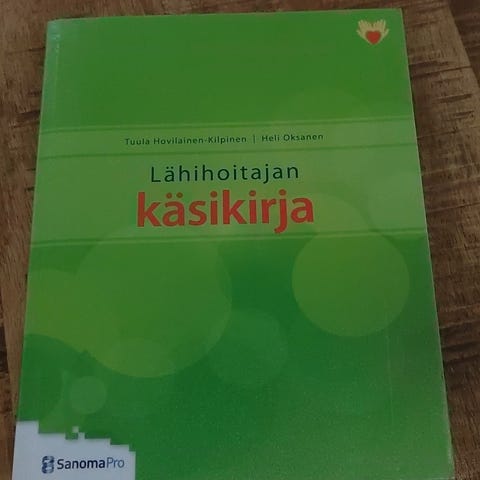 Tuula Hovilainen-Kilpinen | Heli Oksanen
Lähihoitajan
käsikirja
SanomaPro